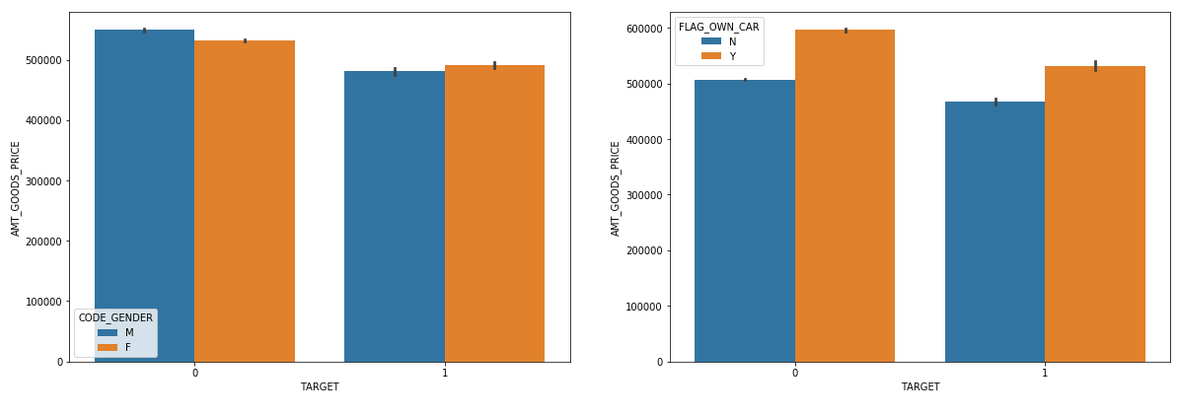 500000
400000
300000
200000
100000
0
AMT_GOODS_PRICE
CODE_GENDER
M
F
0
1
TARGET
600000
500000
400000
300000
200000
100000
0
AMT_GOODS_PRICE
FLAG_OWN_CAR
N
Y
0
1
TARGET